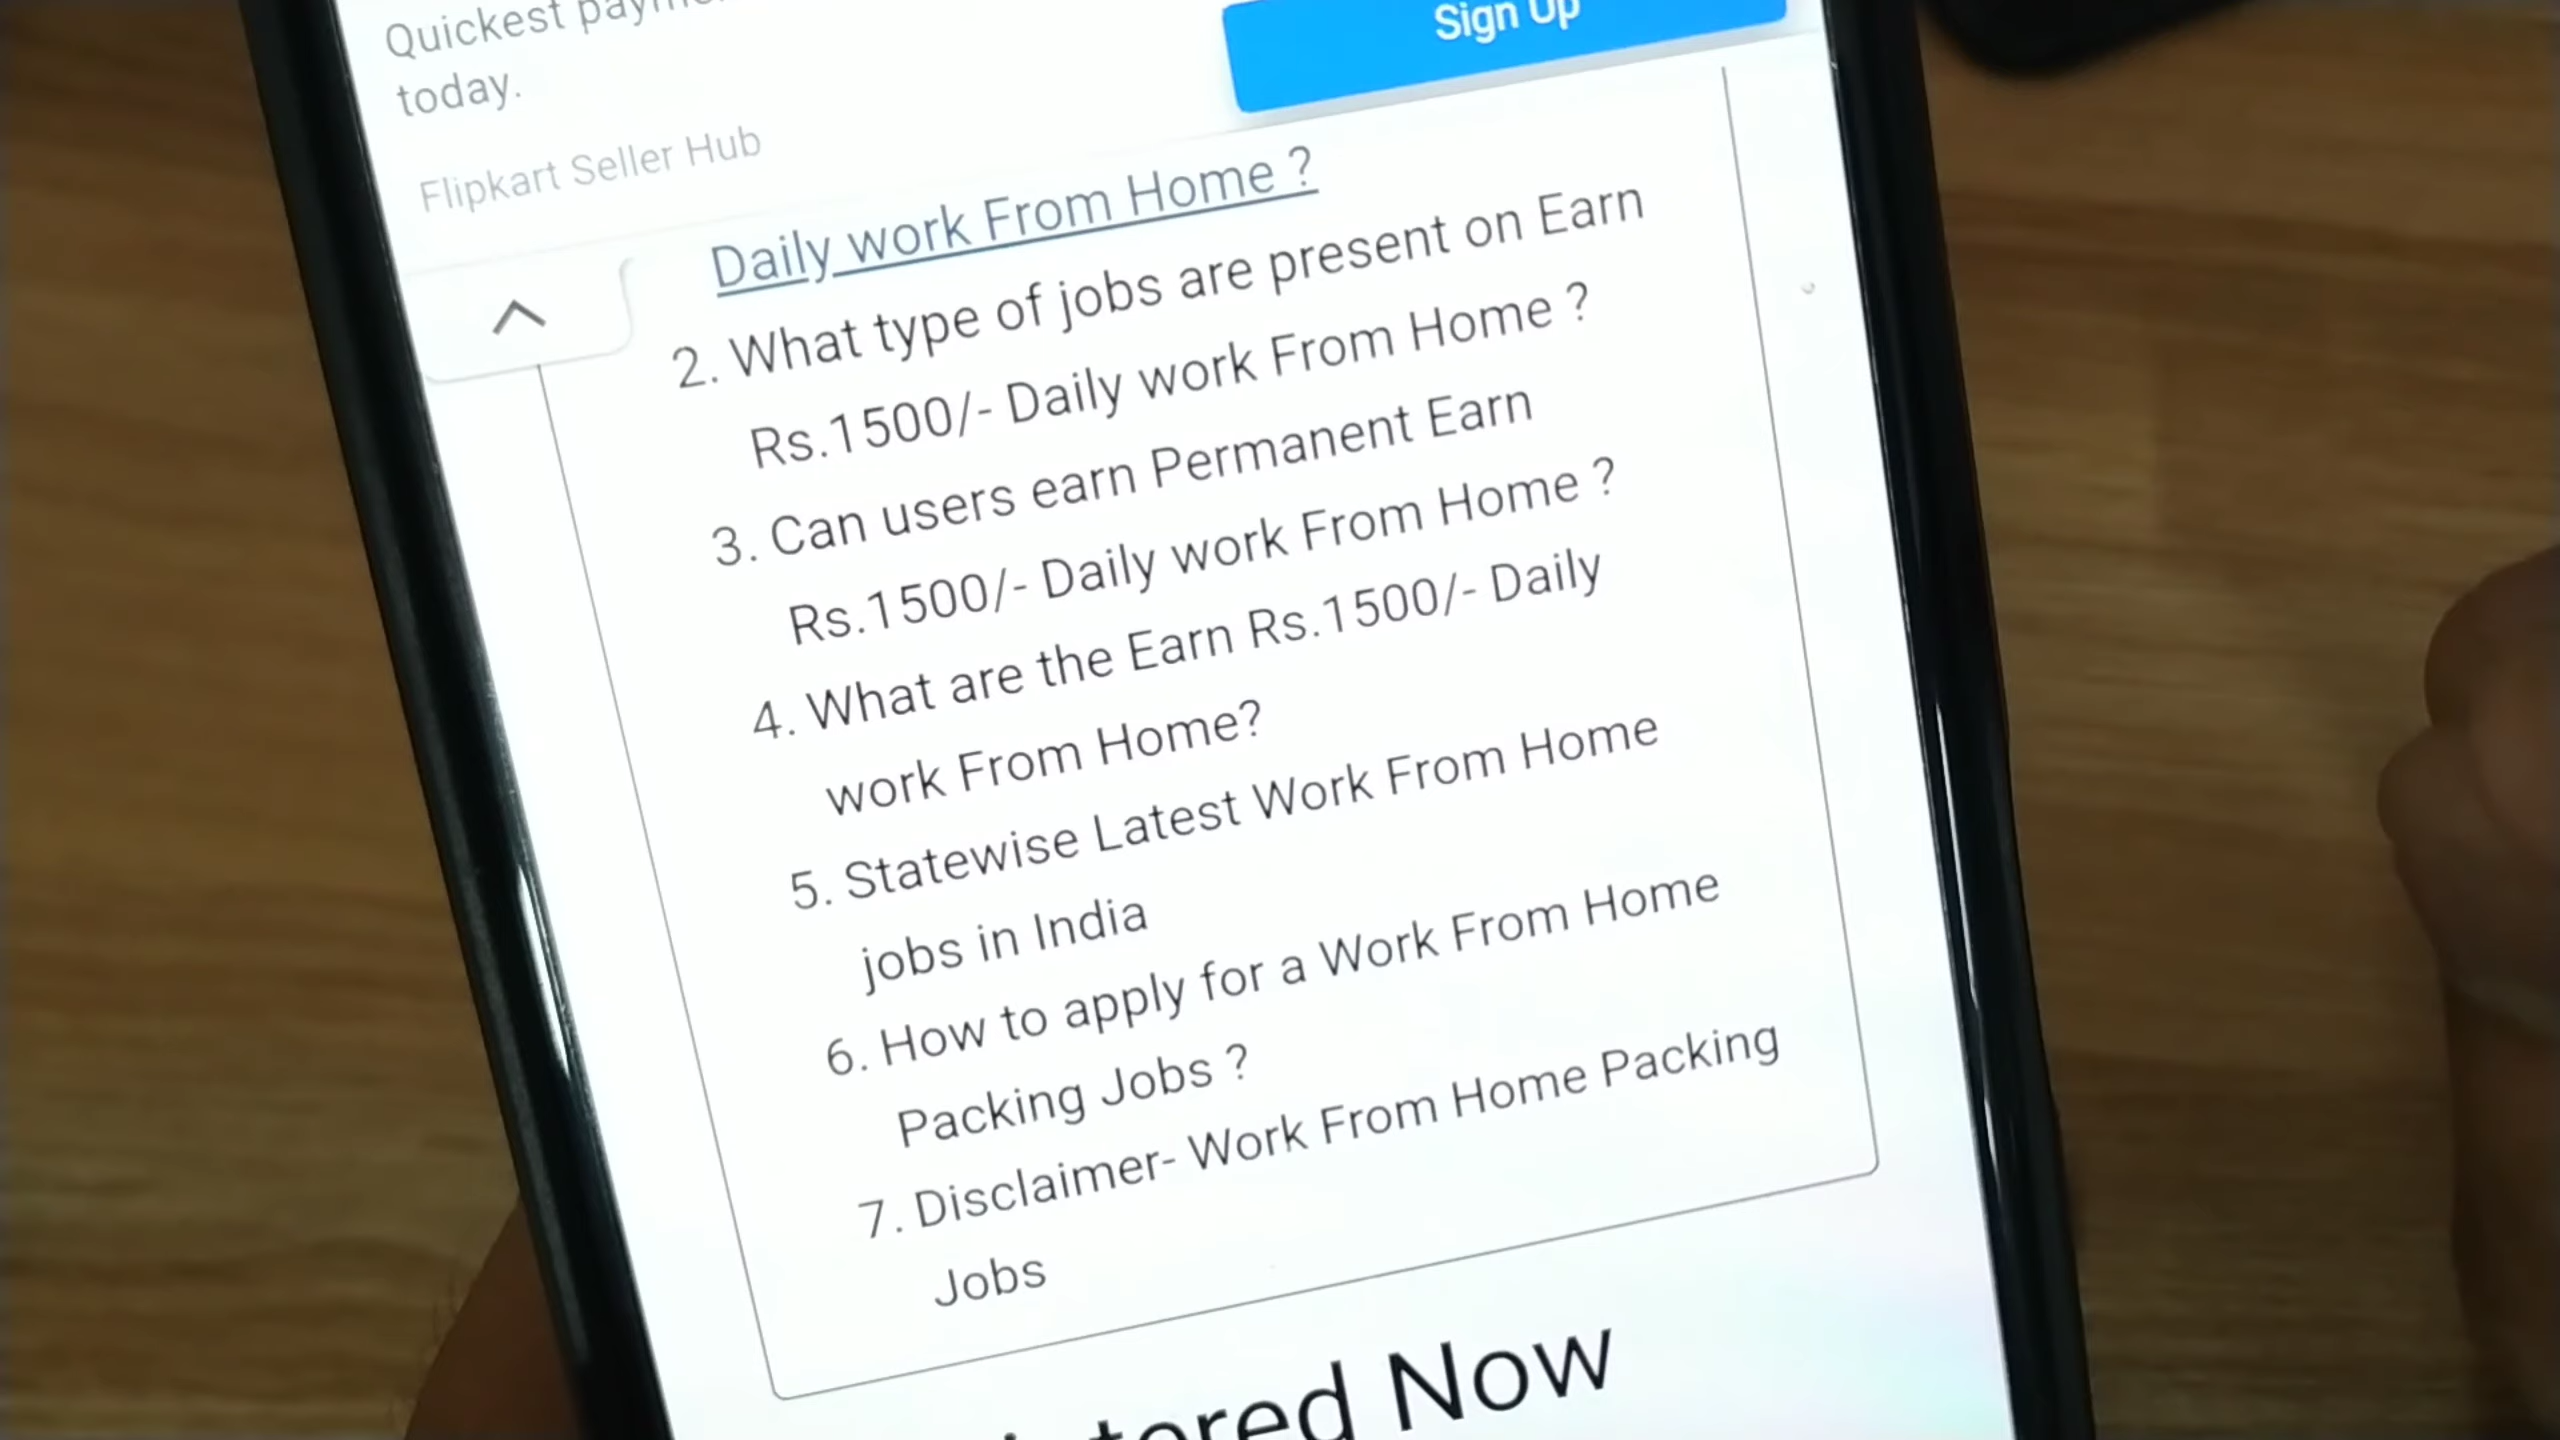 Quickest
Sign Up
today.
Flipkart Seller Hub
Daily work From Home ?
2. What type of jobs are present on Earn
Rs.1500/- Daily work From Home ?
3. Can users earn Permanent Earn
Rs.1500/- Daily work From Home ?
4. What are the Earn Rs.1500/- Daily
work From Home?
5. Statewise Latest Work From Home
jobs in India
6. How to apply for a Work From Home
Packing Jobs ?
7. Disclaimer- Work From Home Packing
Jobs
Now